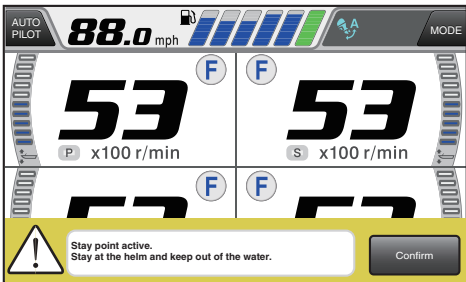 AUTO
PILOT
88.0 mph
A
MODE
F
F
53
53
P x100 r/min
S x100 r/min
F
F
Stay point active.
Stay at the helm and keep out of the water.
Confirm